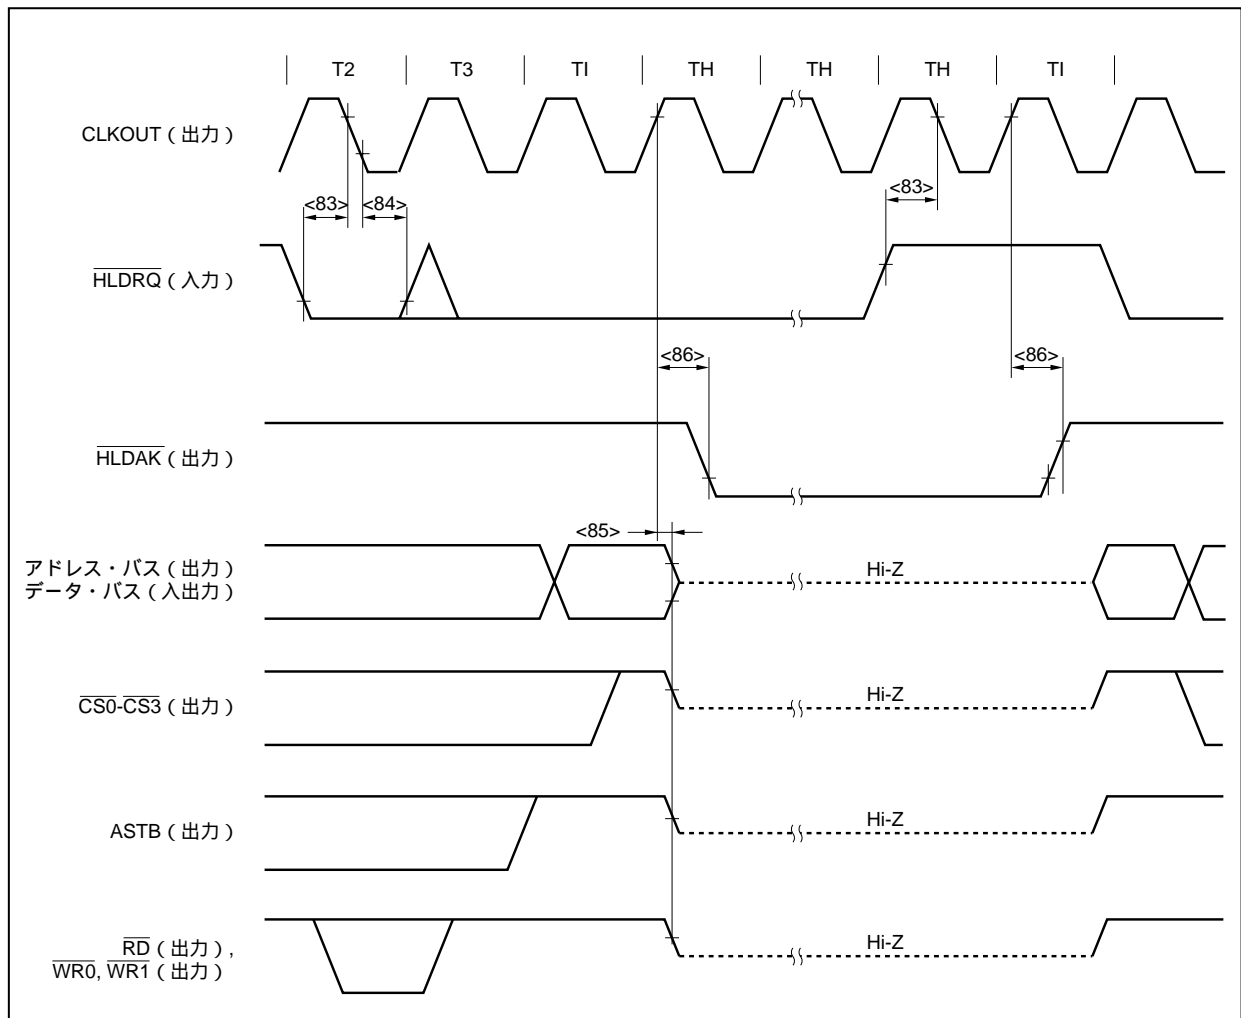 T2 T3 TI TH TH TH TI
CLKOUT（出力）
<83> <84> <83>
HLDRQ（入力）
<86> <86>
HLDAK（出力）
<85>
アドレス・バス（出力） Hi-Z
データ・バス（入出力）
CS0-CS3（出力） Hi-Z
ASTB（出力） Hi-Z
RD（出力）, Hi-Z
WR0, WR1（出力）